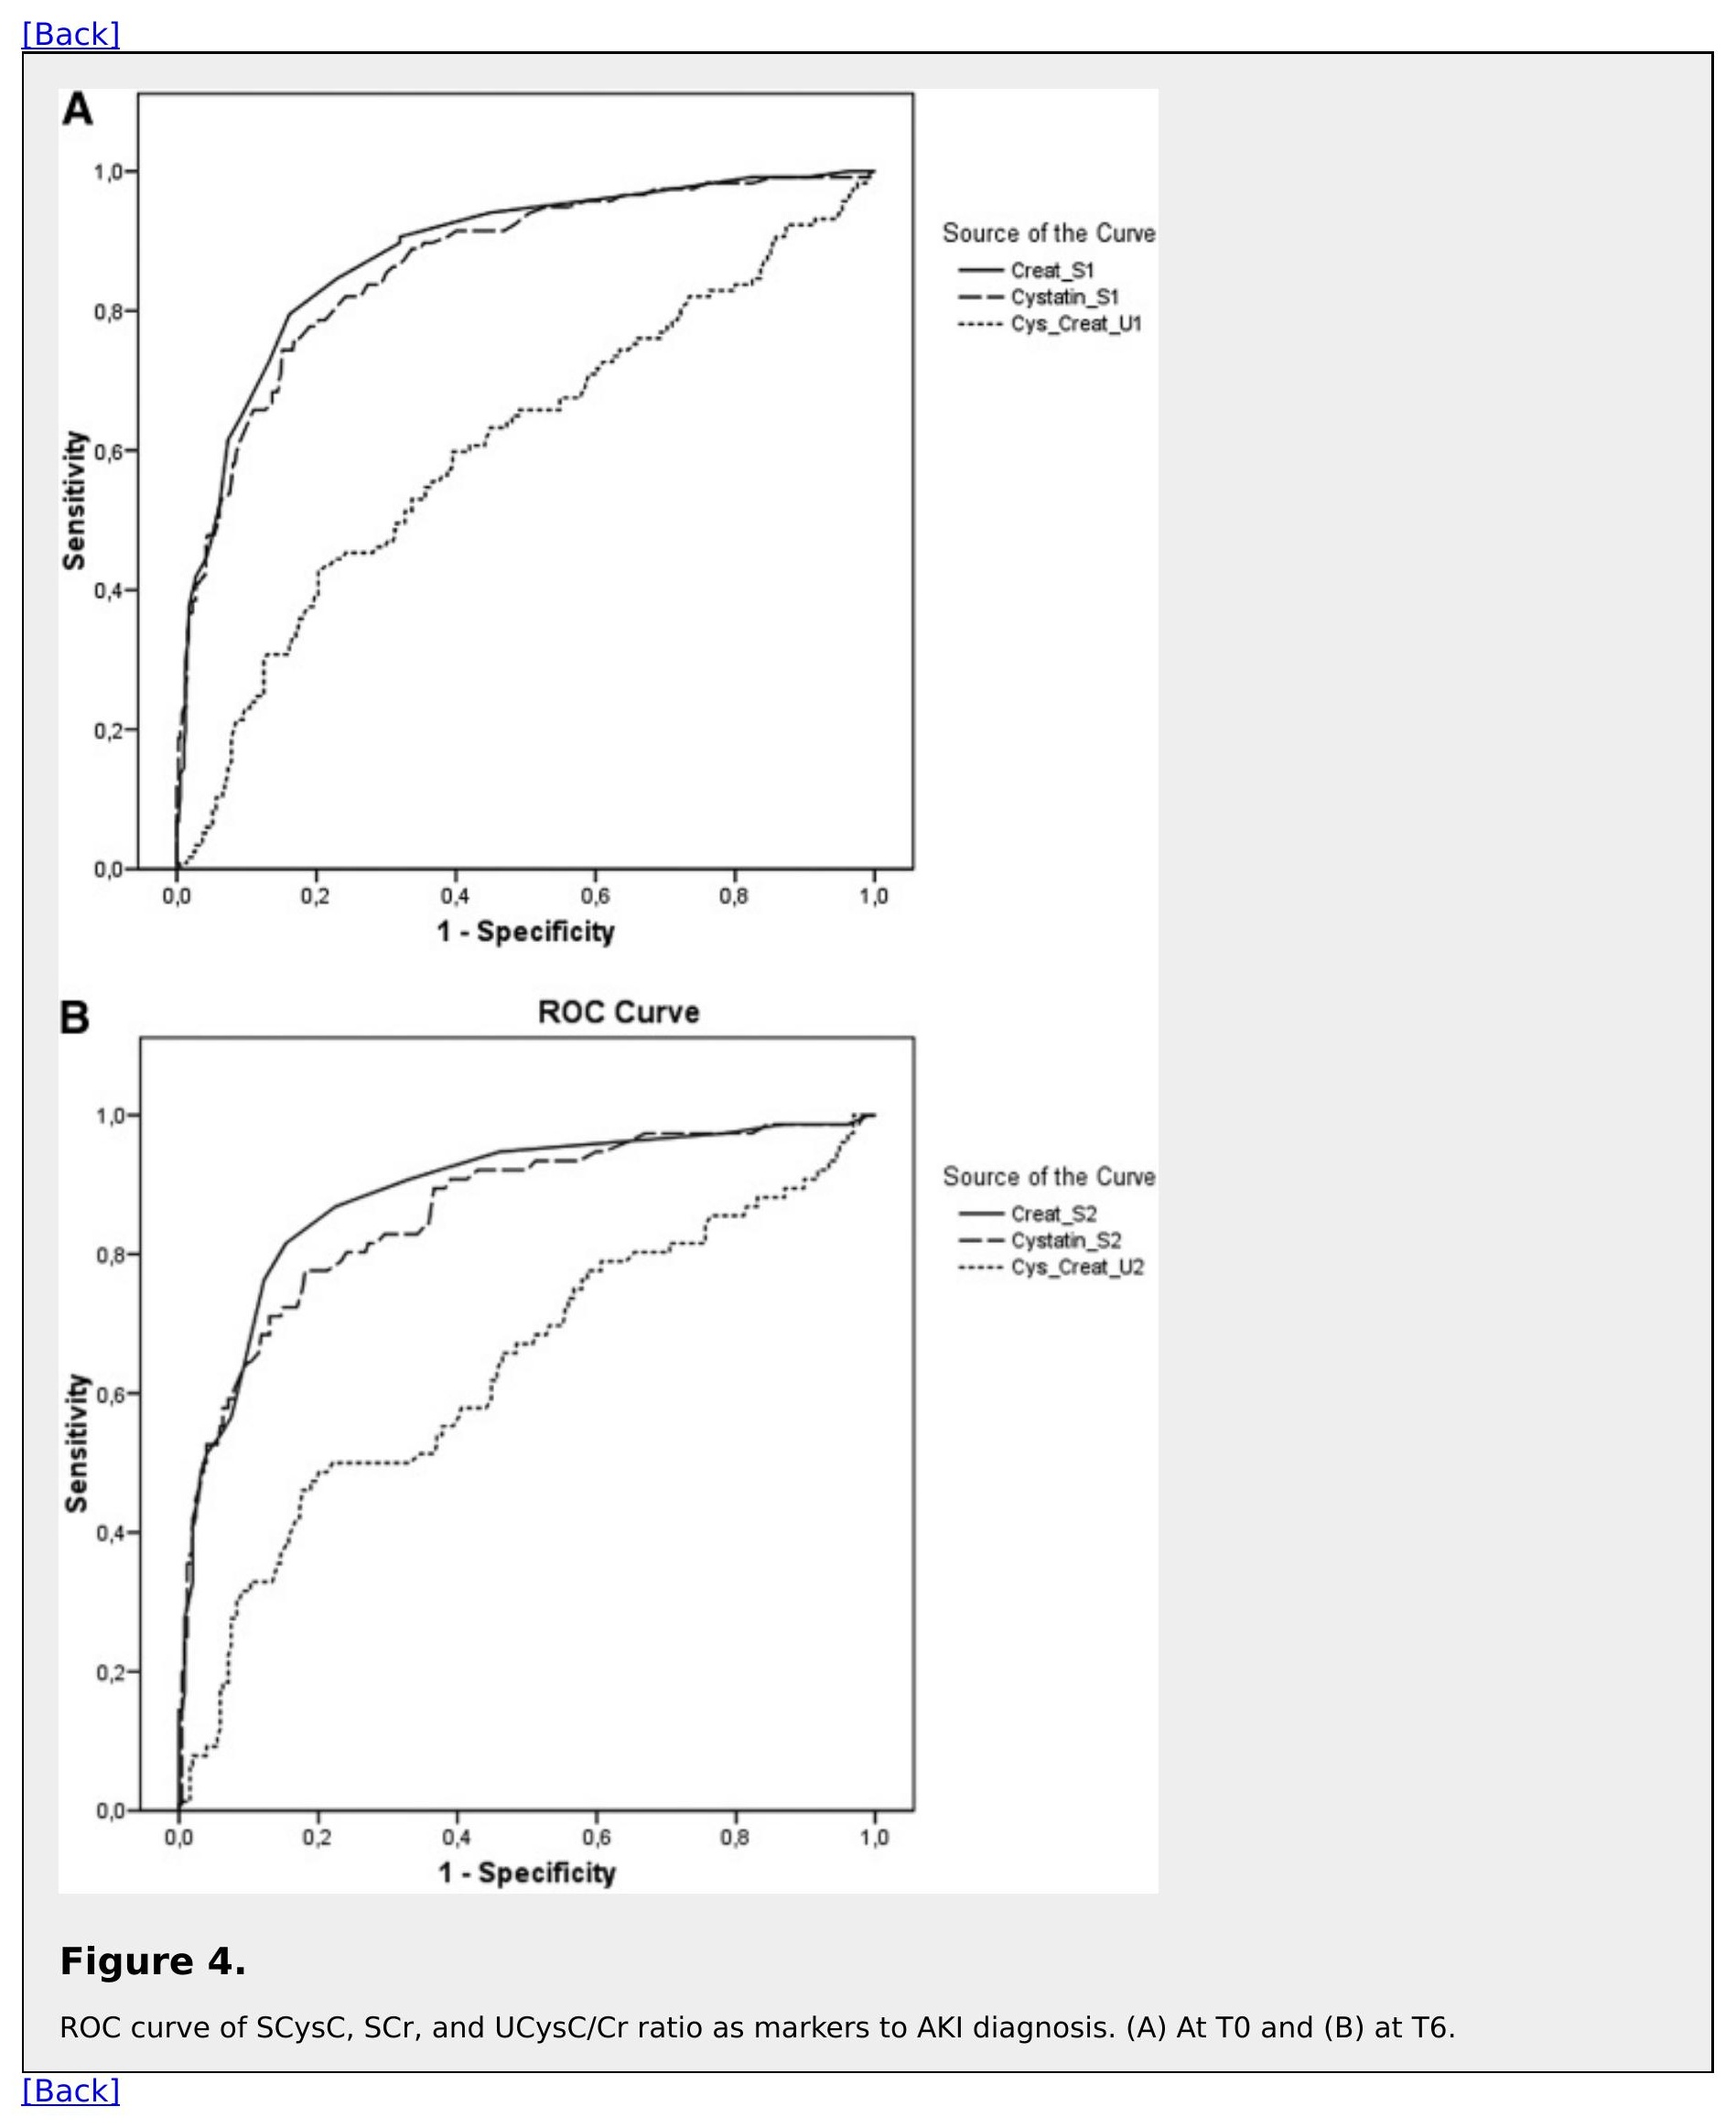 [Back]
A
1,0
0,8
0,6
0,4
0,2
0,0
Sensitivity
0,0 0,2 0,4 0,6 0,8 1,0
1 - Specificity
Source of the Curve
Creat_S1
Cystatin_S1
Cys_Creat_U1
B
ROC Curve
1,0
0,8
0,6
0,4
0,2
0,0
Sensitivity
0,0 0,2 0,4 0,6 0,8 1,0
1 - Specificity
Source of the Curve
Creat_S2
Cystatin_S2
Cys_Creat_U2
Figure 4.
ROC curve of SCysC, SCr, and UCysC/Cr ratio as markers to AKI diagnosis. (A) At T0 and (B) at T6.
[Back]